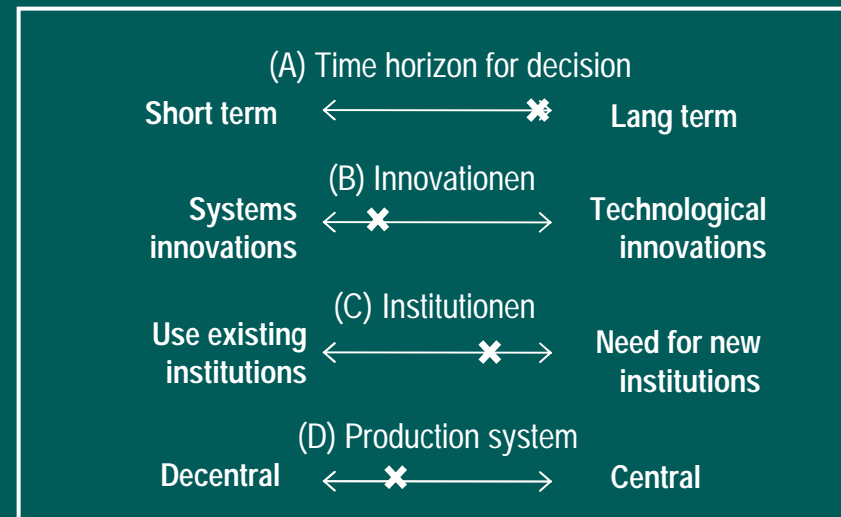 (A) Time horizon for decision
Short term
Lang term
(B) Innovationen
Systems
innovations
Technological
innovations
(C) Institutionen
Use existing
institutions
Need for new
institutions
(D) Production system
Decentral
Central